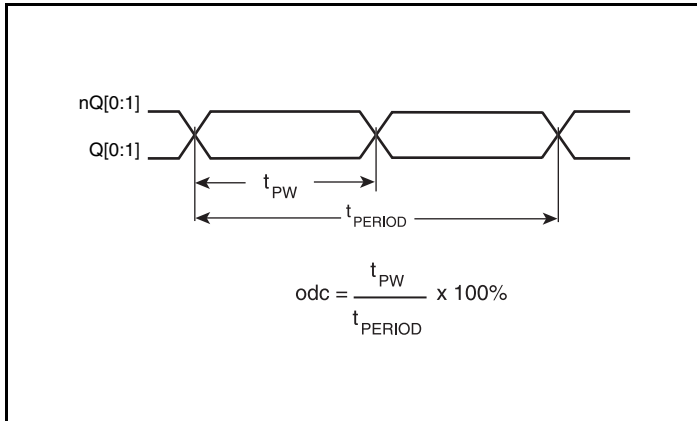 nQ[0:1]
Q[0:1]
tPW
tPERIOD
odc = tPW / tPERIOD x 100%